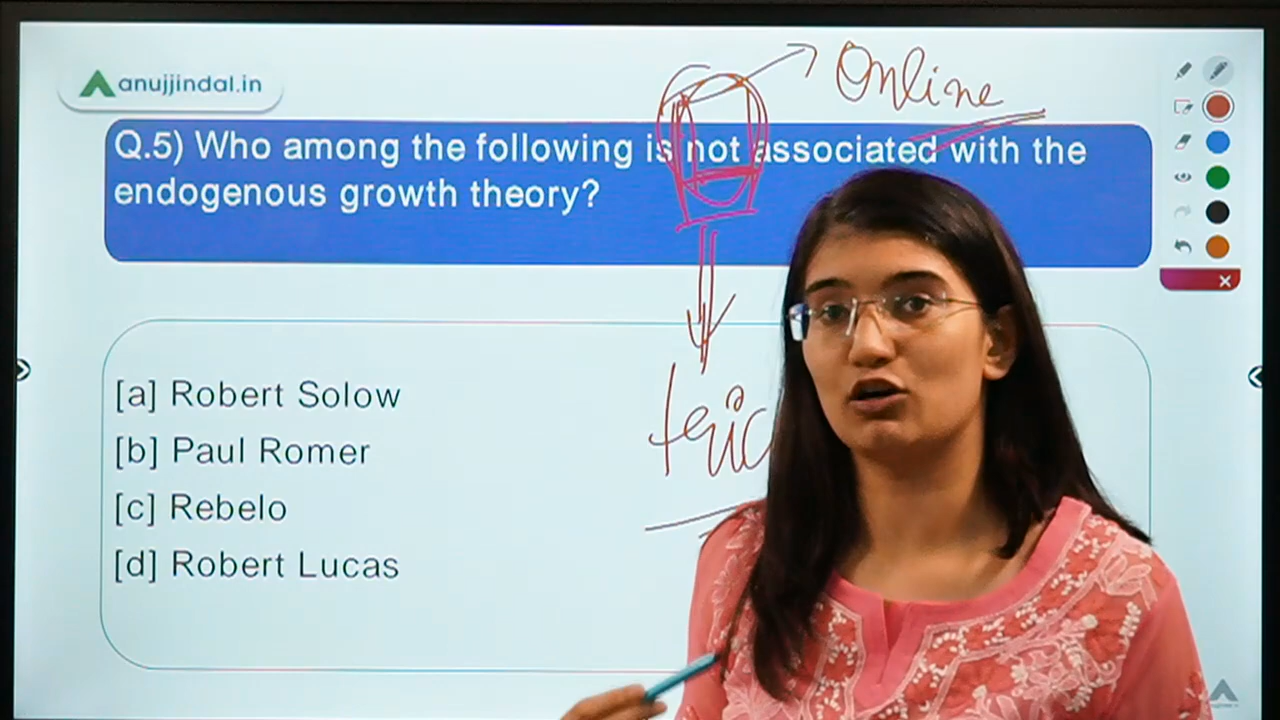 anujjindal.in
Online
Q.5) Who among the following is not associated with the
endogenous growth theory?
[a] Robert Solow
[b] Paul Romer
[c] Rebelo
[d] Robert Lucas